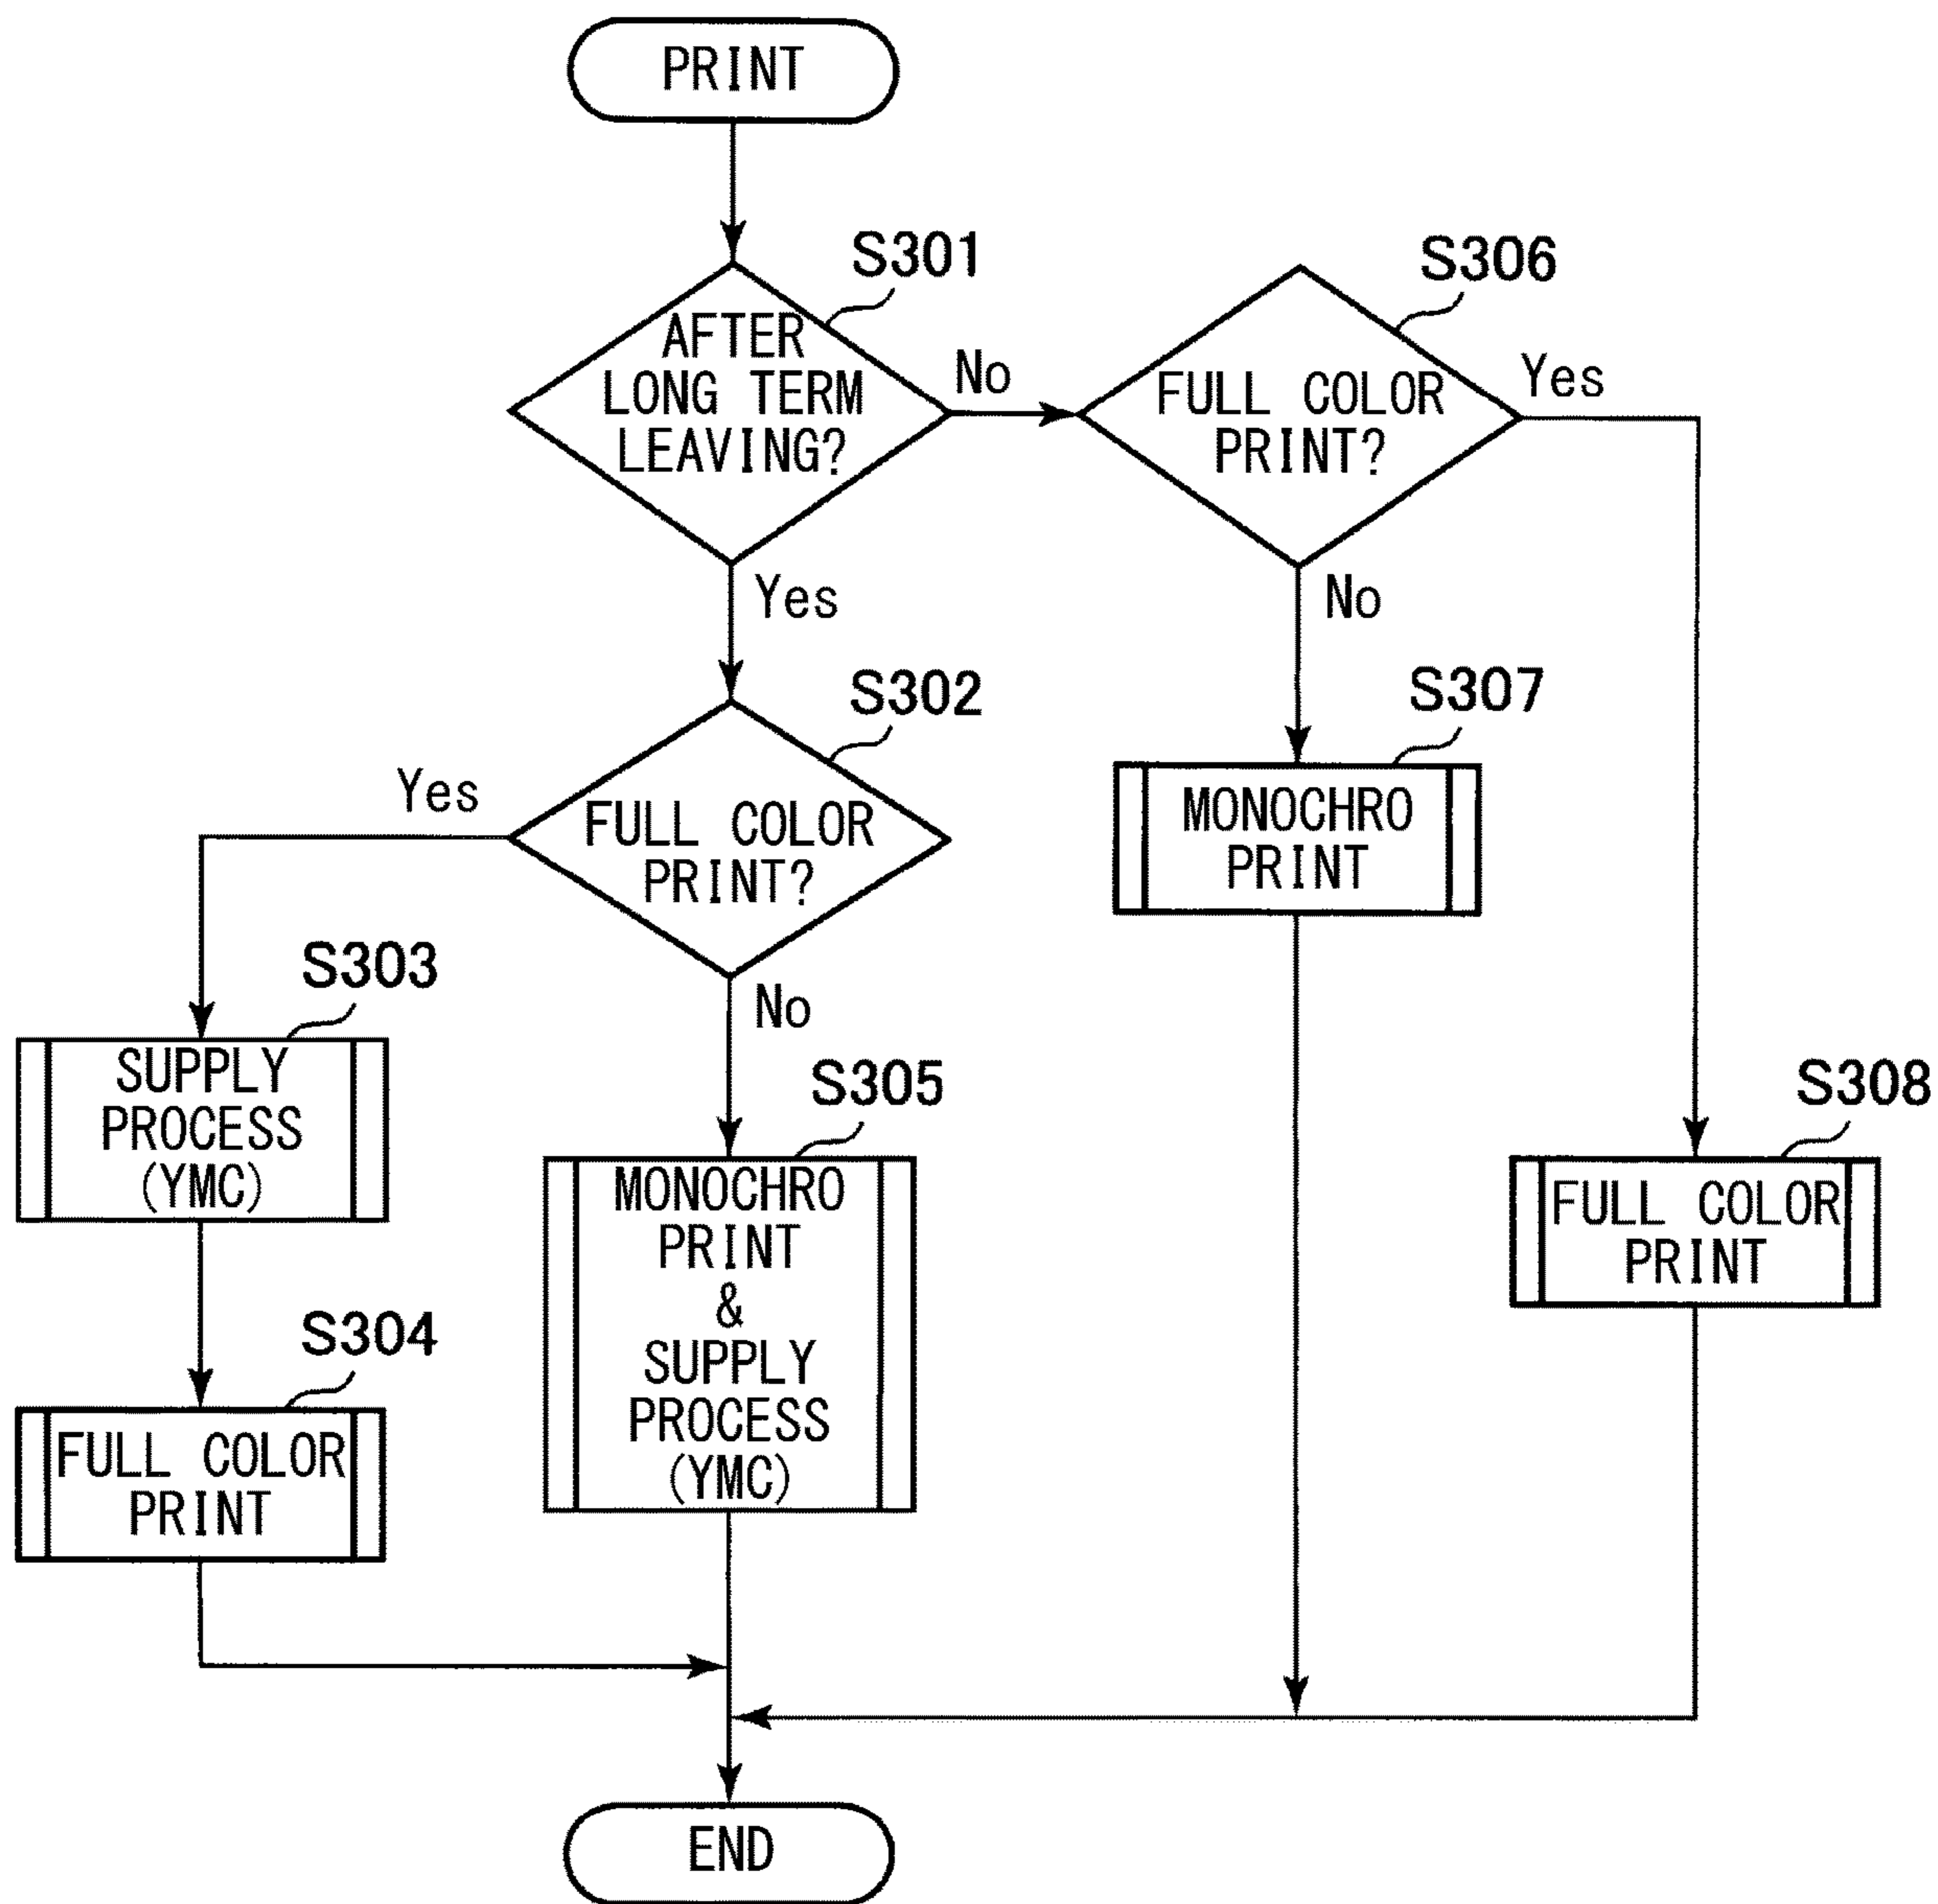 PRINT
S301
AFTER
LONG TERM
LEAVING?
No
Yes
S306
FULL COLOR
PRINT?
Yes
No
S302
FULL COLOR
PRINT?
Yes
No
S307
MONOCHRO
PRINT
S303
SUPPLY
PROCESS
(YMC)
S305
MONOCHRO
PRINT
&
SUPPLY
PROCESS
(YMC)
S308
FULL COLOR
PRINT
S304
FULL COLOR
PRINT
END